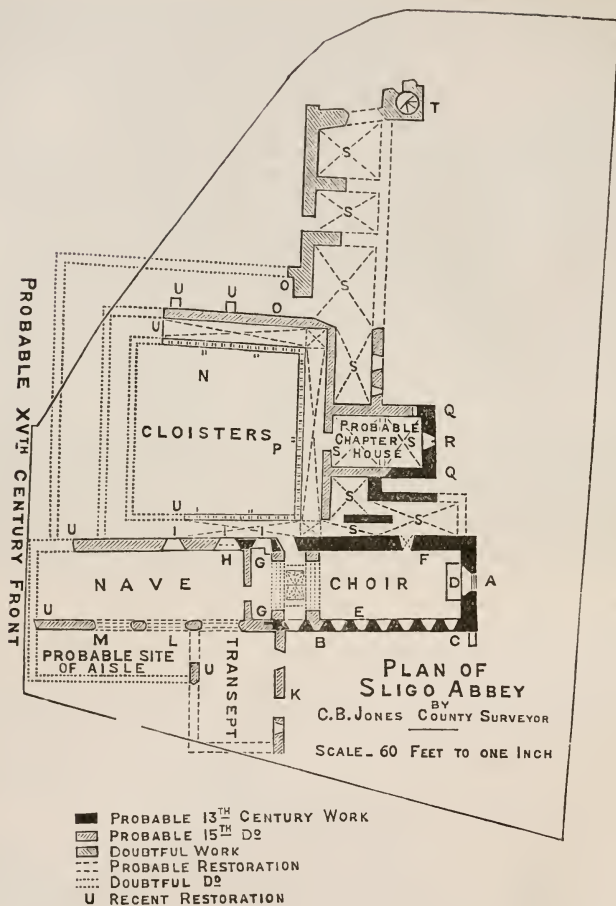 T
S
S
O
U
U
O
S
U
N
S
CLOISTERS
P
PROBABLE
CHAPTER S
HOUSE
S
Q
R
Q
S
U
S
S
U
I
I
I
H
G
F
NAVE
CHOIR
D
A
G
E
U
M
L
B
C
PROBABLE SITE
OF AISLE
U
TRANSEPT
K
PROBABLE XVTH CENTURY FRONT
PLAN OF
SLIGO ABBEY
BY
C.B. JONES COUNTY SURVEYOR
SCALE_ 60 FEET TO ONE INCH
PROBABLE 13TH CENTURY WORK
PROBABLE 15TH DO
DOUBTFUL WORK
PROBABLE RESTORATION
DOUBTFUL DO
U RECENT RESTORATION